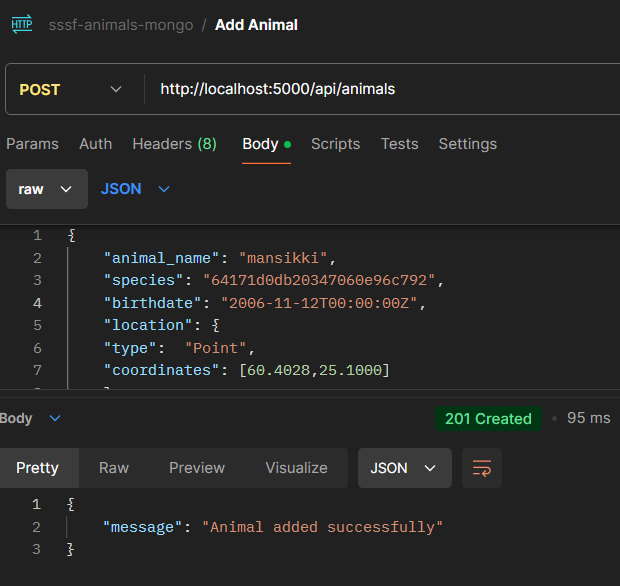 HTTP sssf-animals-mongo / Add Animal
POST http://localhost:5000/api/animals
Params Auth Headers (8) Body Scripts Tests Settings
raw JSON
1 {
2 "animal_name": "mansikki",
3 "species": "64171d0db20347060e96c792",
4 "birthdate": "2006-11-12T00:00:00Z",
5 "location": {
6 "type": "Point",
7 "coordinates": [60.4028,25.1000]
Body 201 Created 95 ms
Pretty Raw Preview Visualize JSON
1 {
2 "message": "Animal added successfully"
3 }